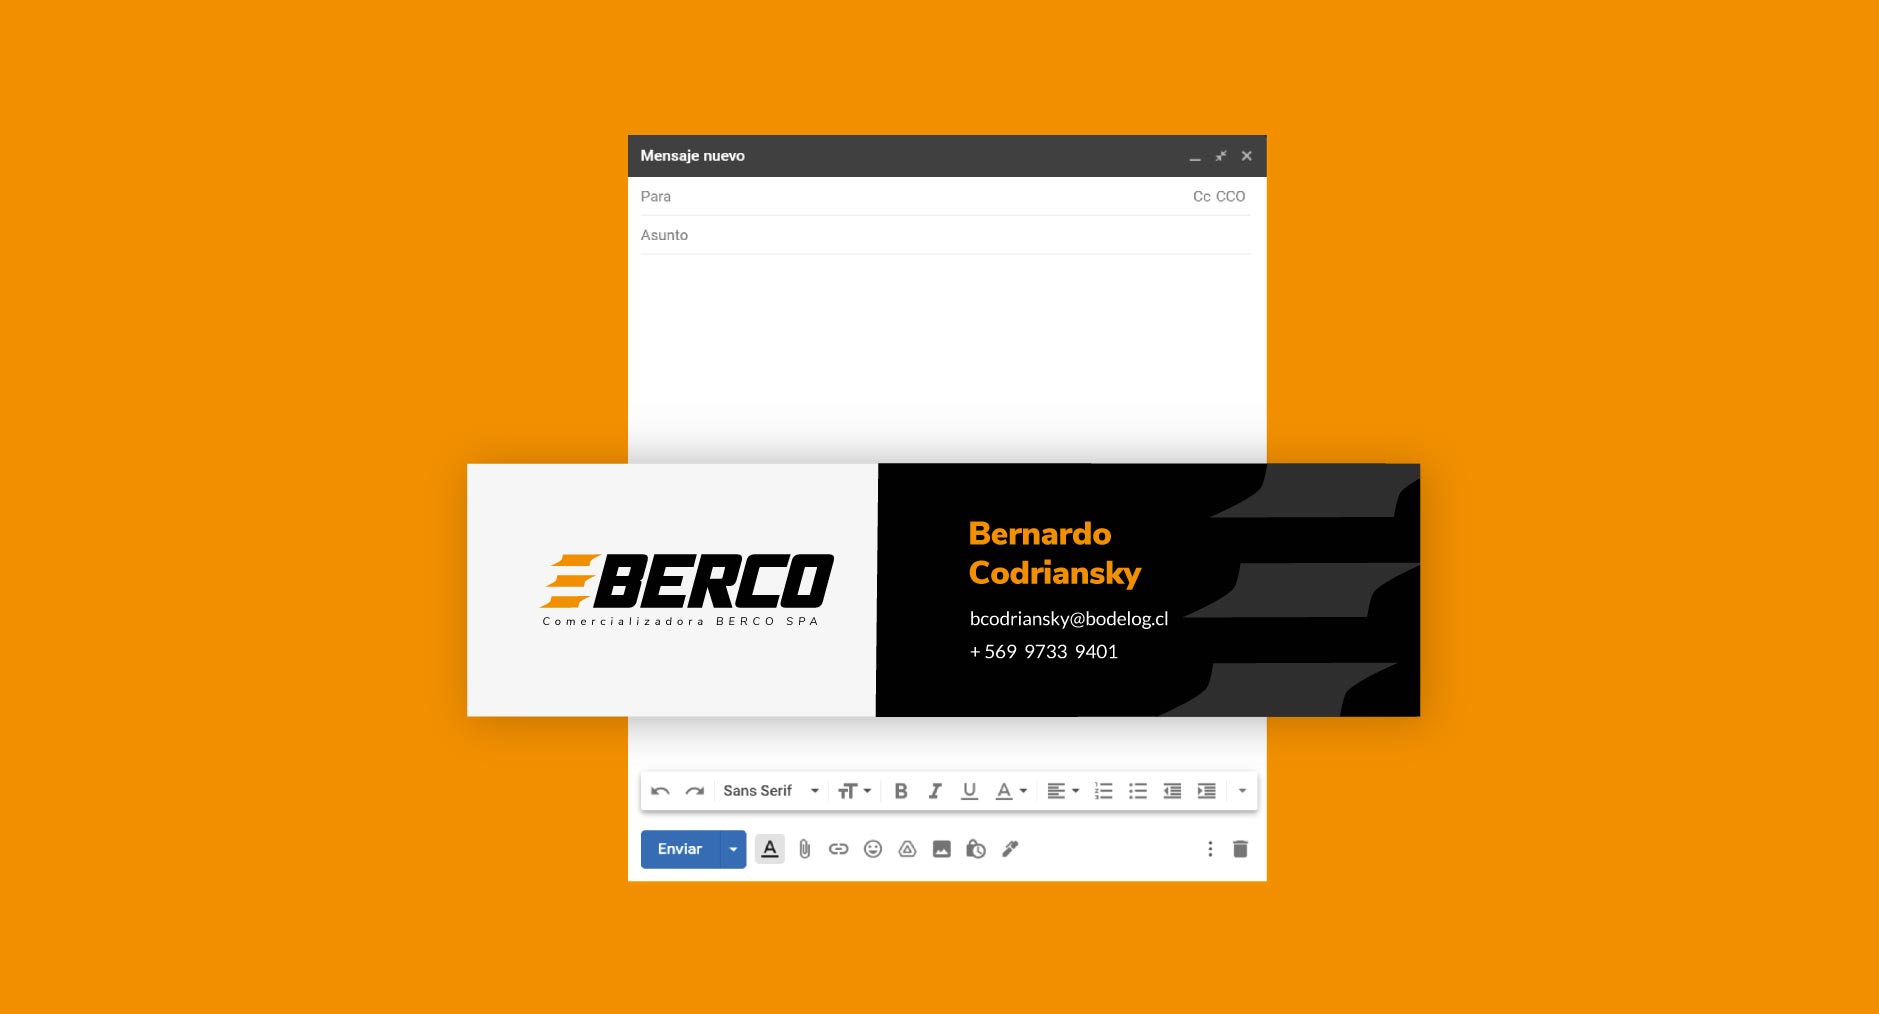 Mensaje nuevo
Para
Cc CCO
Asunto
BERCO
Comercializadora BERCO SPA
Bernardo
Codriansky
bcodriansky@bodelog.cl
+ 569 9733 9401
Sans Serif
Enviar